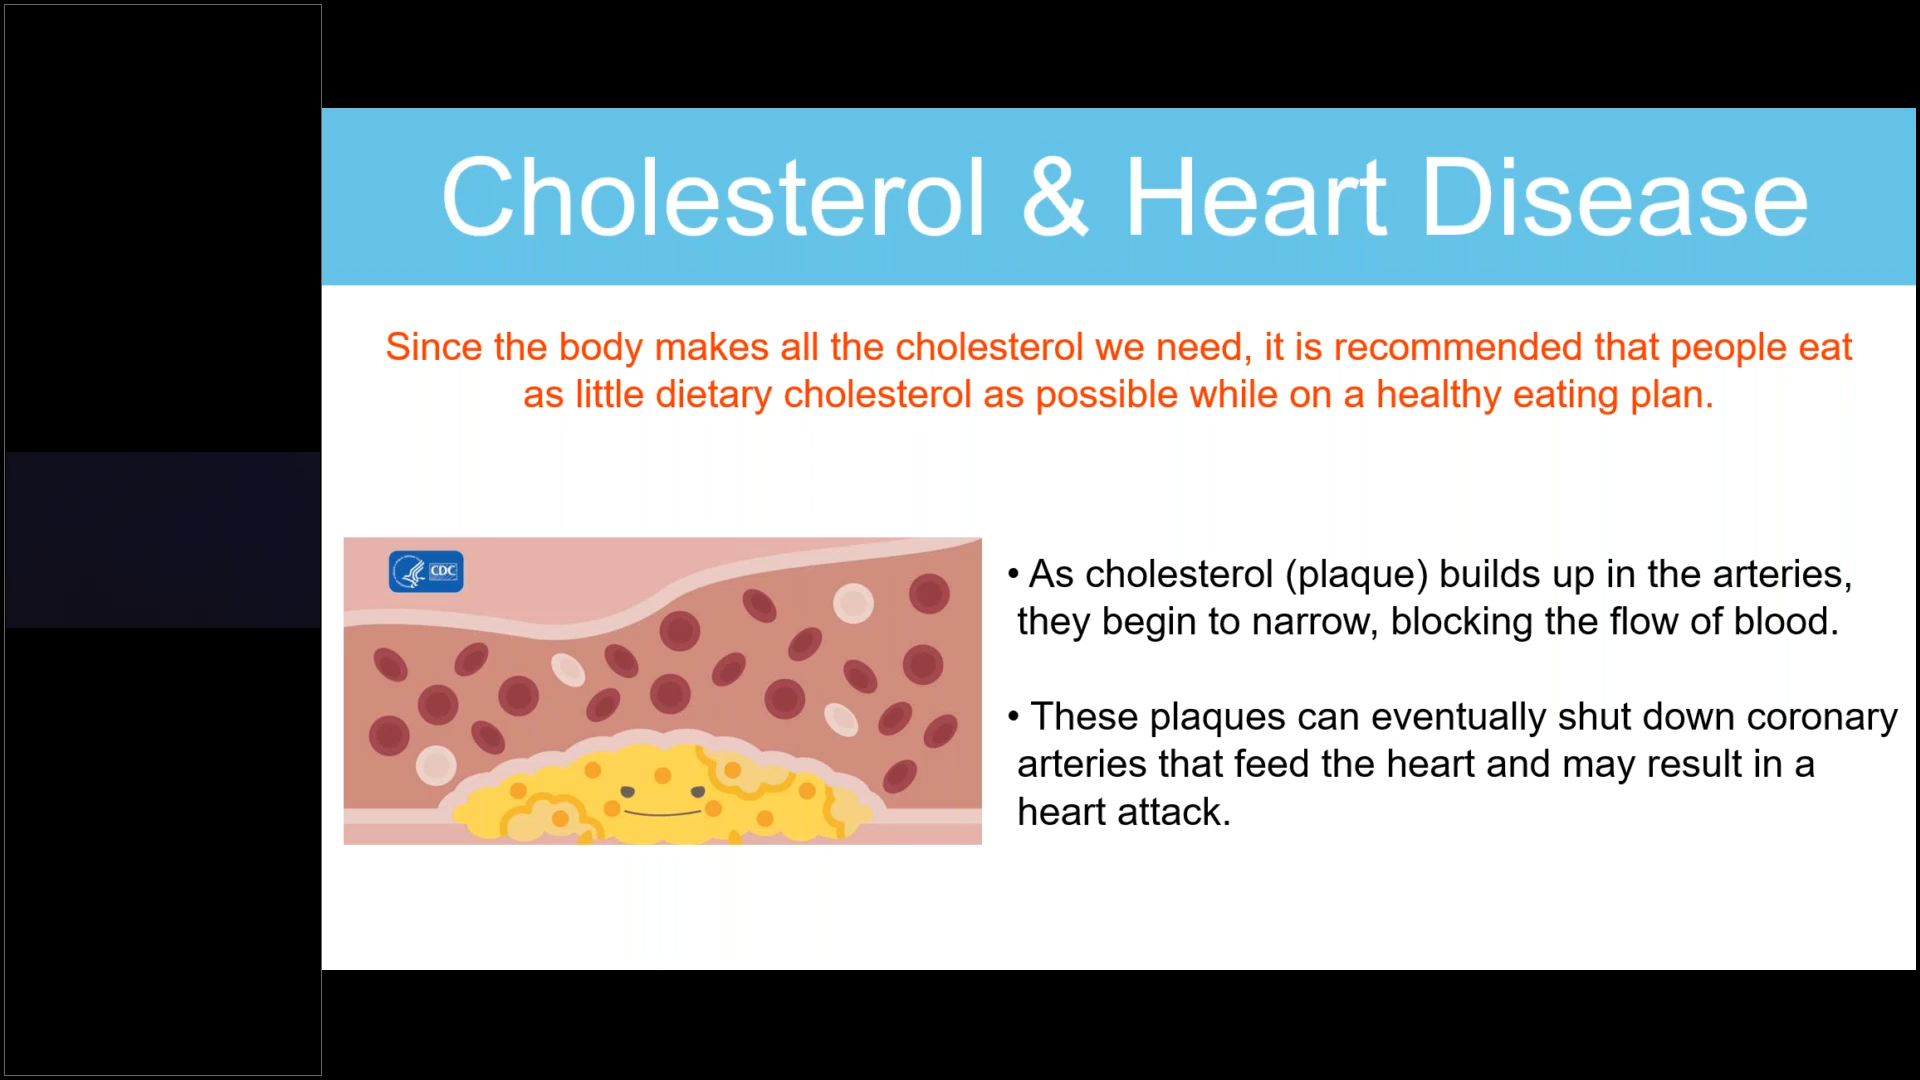 Cholesterol & Heart Disease
Since the body makes all the cholesterol we need, it is recommended that people eat
as little dietary cholesterol as possible while on a healthy eating plan.
CDC
• As cholesterol (plaque) builds up in the arteries,
they begin to narrow, blocking the flow of blood.
• These plaques can eventually shut down coronary
arteries that feed the heart and may result in a
heart attack.